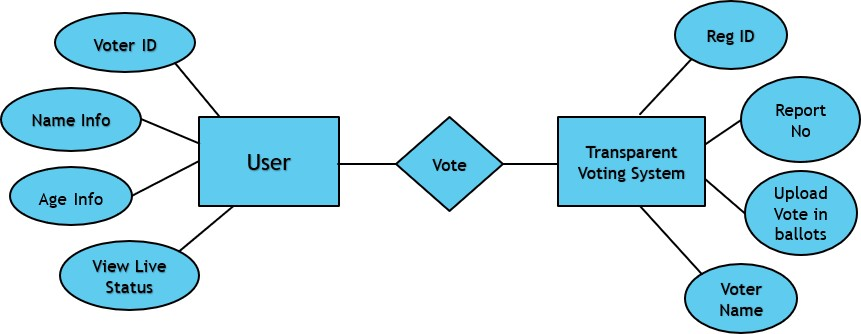 Voter ID
Name Info
Age Info
View Live
Status
User
Vote
Transparent
Voting System
Reg ID
Report
No
Upload
Vote in
ballots
Voter
Name